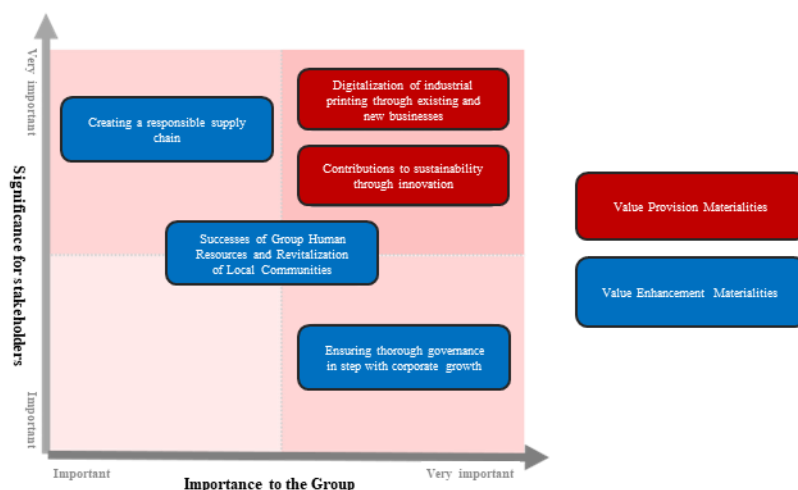 Very important
Significance for stakeholders
Important
Creating a responsible supply
chain
Digitalization of industrial
printing through existing and
new businesses
Contributions to sustainability
through innovation
Successes of Group Human
Resources and Revitalization
of Local Communities
Ensuring thorough governance
in step with corporate growth
Value Provision Materialities
Value Enhancement Materialities
Important
Importance to the Group
Very important